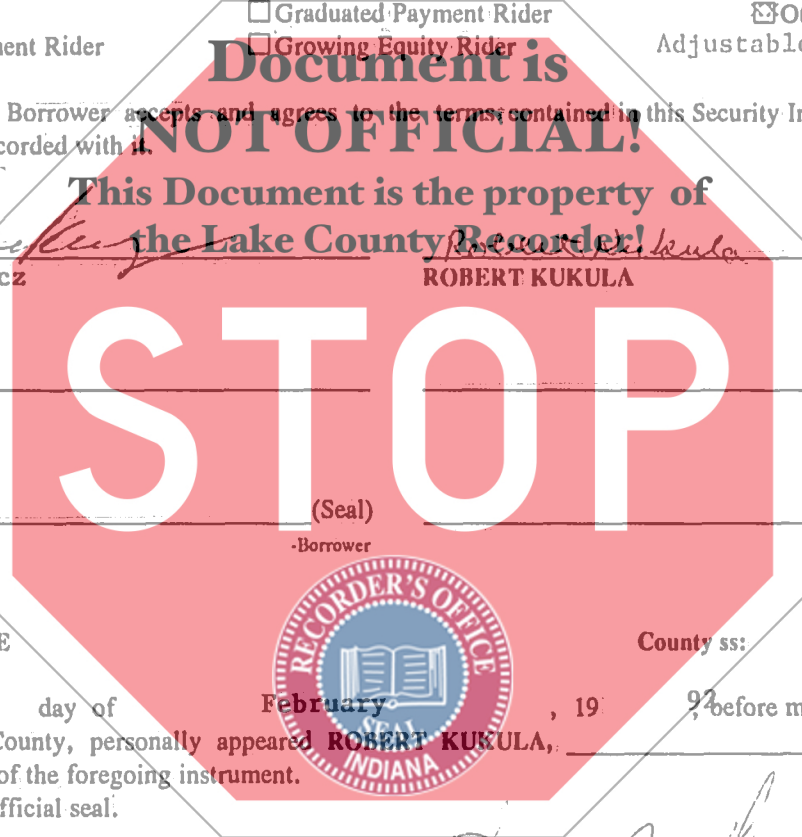 Graduated Payment Rider
ent Rider
Growing Equity Rider
Adjustable
Document is
Borrower accepts and agrees to the terms contained in this Security In
NOT OFFICIAL!
corded with it.
This Document is the property of
the Lake County Recorder!
Robert Kukula
cz
ROBERT KUKULA
STOP
(Seal)
-Borrower
RECORDER'S OFFICE
SEAL
INDIANA
E
County ss:
day of February , 19 92 , before m
County, personally appeared ROBERT KUKULA,
of the foregoing instrument.
fficial seal.